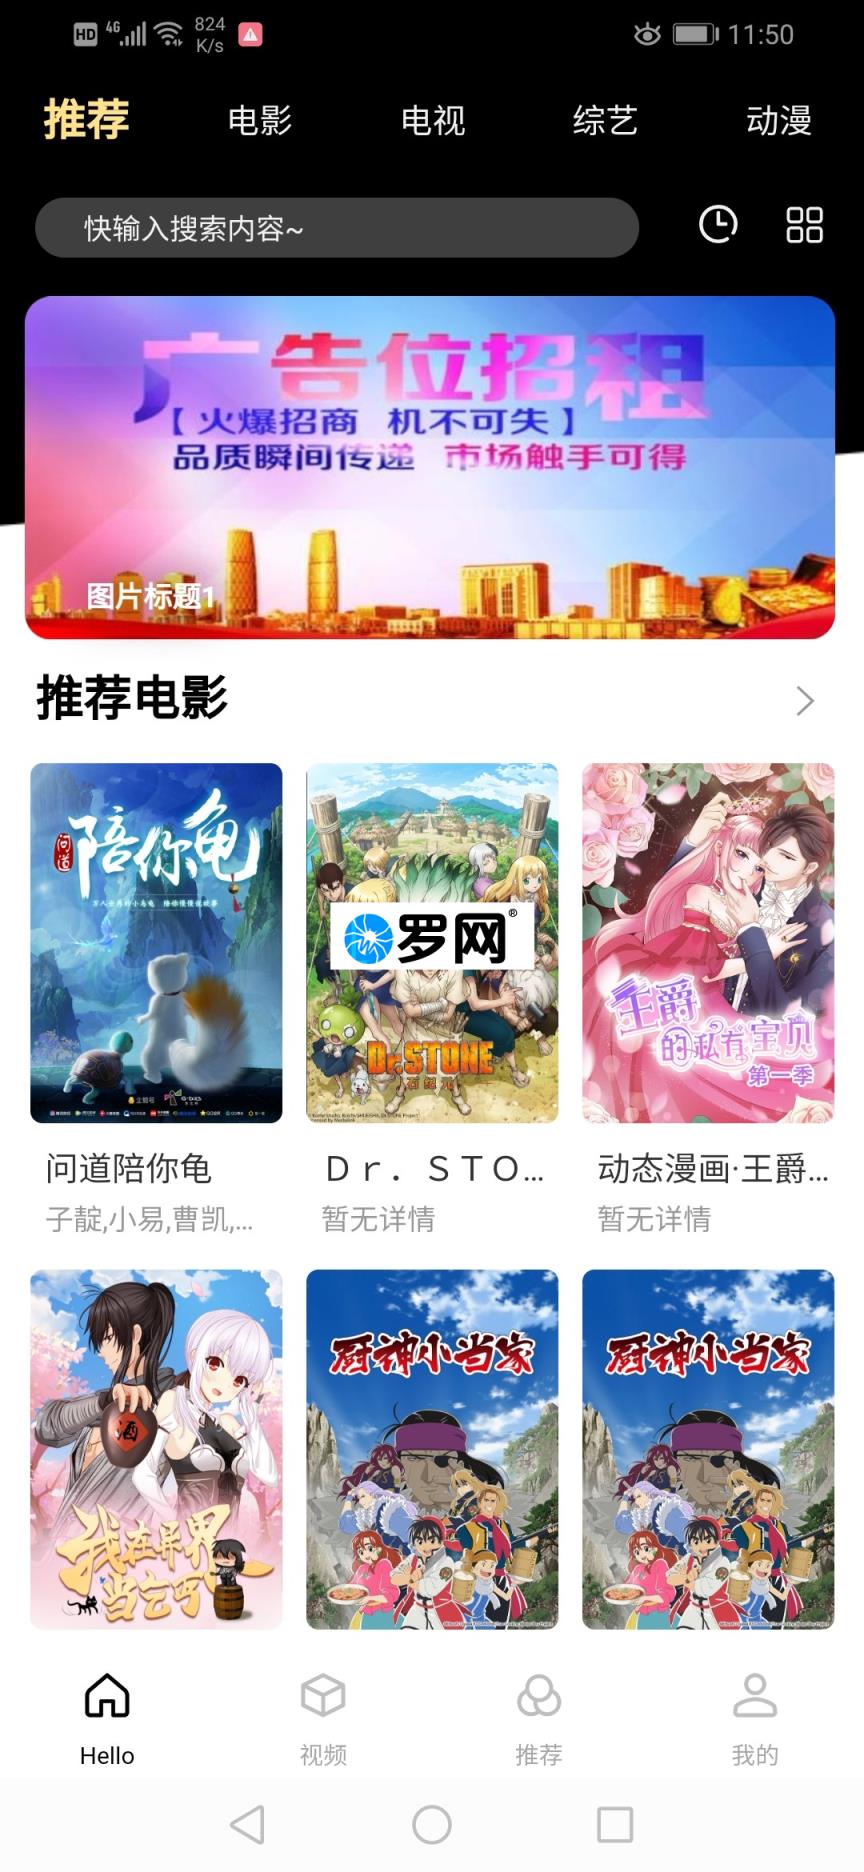 HD 4G 824 K/s 11:50
推荐 电影 电视 综艺 动漫
快输入搜索内容~
广告位招租
【火爆招商 机不可失】
品质瞬间传递 市场触手可得
图片标题1
推荐电影
问道
陪你龟
罗网®
Dr.STONE
石纪元
王爵
的私有宝贝
第一季
问道陪你龟 Ｄｒ．ＳＴＯ... 动态漫画·王爵...
子靛,小易,曹凯,... 暂无详情 暂无详情
酒
我在异界
当乞丐
厨神小当家
厨神小当家
Hello 视频 推荐 我的